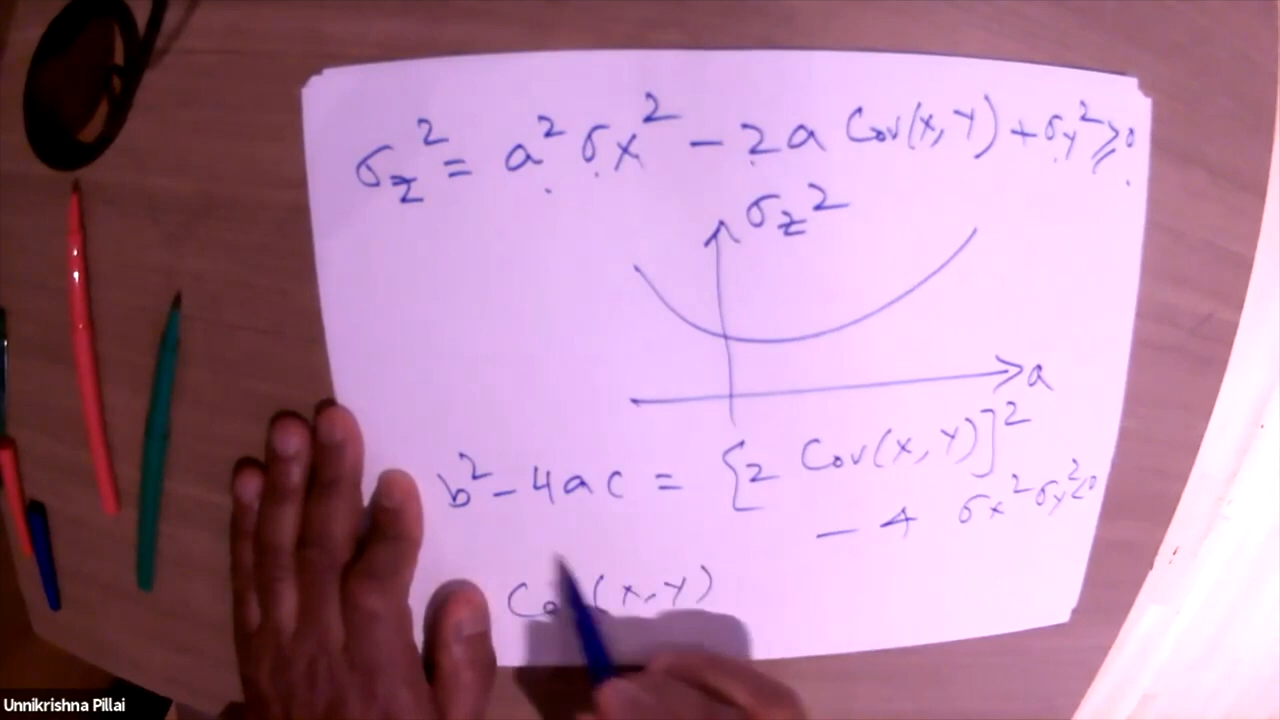 σz² = a² σx² - 2a Cov(x, y) + σy² ≥ 0
σz²
a
b² - 4ac = {2 Cov(x, y)]²
- 4 σx² σy² ≤ 0
(x, y)
Unnikrishna Pillai